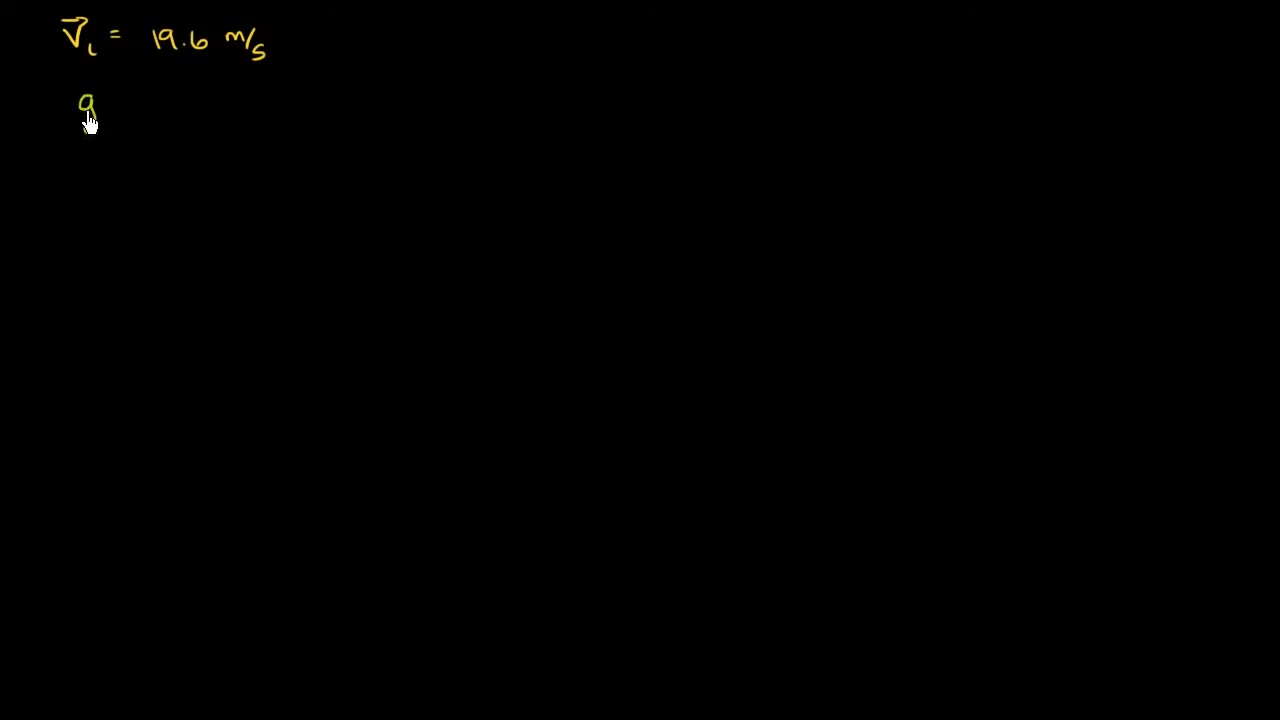 v⃗ᵢ = 19.6 m/s
g